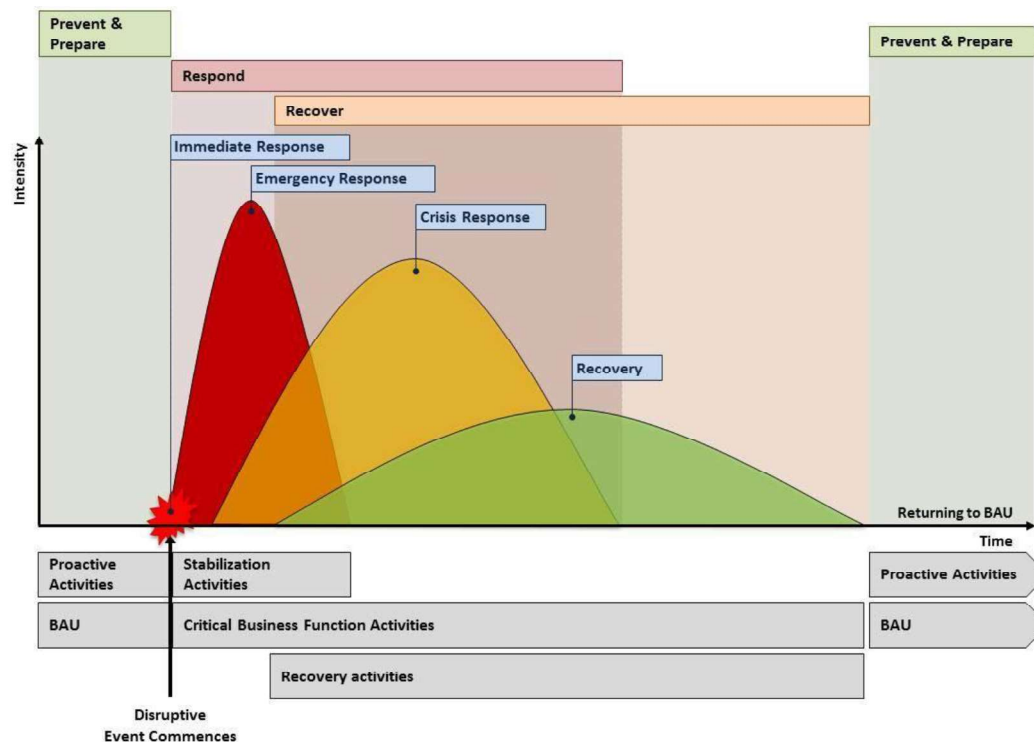 Prevent &
Prepare
Prevent & Prepare
Respond
Recover
Immediate Response
Emergency Response
Crisis Response
Intensity
Recovery
Returning to BAU
Time
Proactive
Activities
Stabilization
Activities
Proactive Activities
BAU
Critical Business Function Activities
BAU
Recovery activities
Disruptive
Event Commences